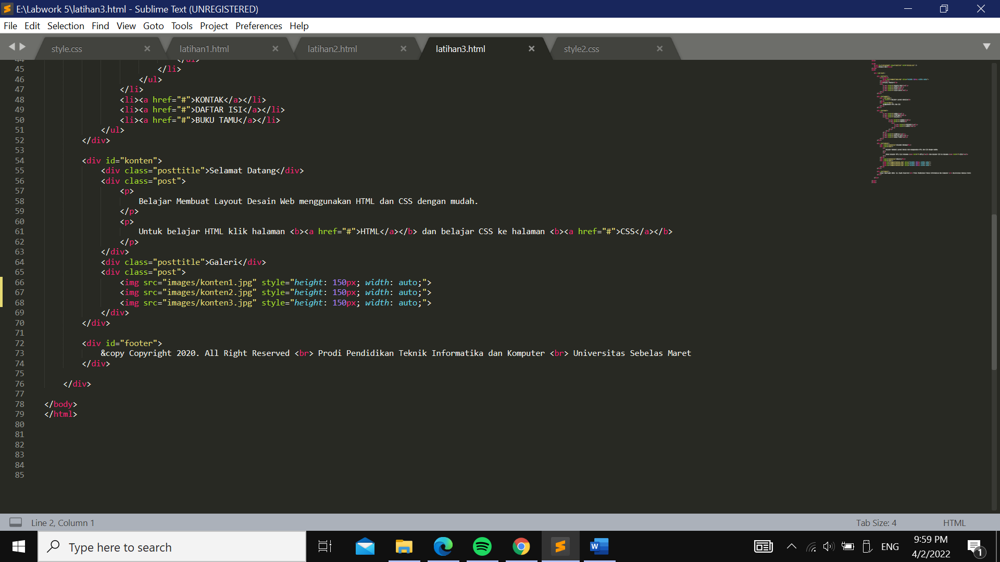 E:\Labwork 5\latihan3.html - Sublime Text (UNREGISTERED)
File Edit Selection Find View Goto Tools Project Preferences Help
style.css latihan1.html latihan2.html latihan3.html style2.css
44 </ul>
45 </li>
46 </ul>
47 </li>
48 <li><a href="#">KONTAK</a></li>
49 <li><a href="#">DAFTAR ISI</a></li>
50 <li><a href="#">BUKU TAMU</a></li>
51 </ul>
52 </div>
53
54 <div id="konten">
55 <div class="posttitle">Selamat Datang</div>
56 <div class="post">
57 <p>
58 Belajar Membuat Layout Desain Web menggunakan HTML dan CSS dengan mudah.
59 </p>
60 <p>
61 Untuk belajar HTML klik halaman <b><a href="#">HTML</a></b> dan belajar CSS ke halaman <b><a href="#">CSS</a></b>
62 </p>
63 </div>
64 <div class="posttitle">Galeri</div>
65 <div class="post">
66 <img src="images/konten1.jpg" style="height: 150px; width: auto;">
67 <img src="images/konten2.jpg" style="height: 150px; width: auto;">
68 <img src="images/konten3.jpg" style="height: 150px; width: auto;">
69 </div>
70 </div>
71
72 <div id="footer">
73 &copy Copyright 2020. All Right Reserved <br> Prodi Pendidikan Teknik Informatika dan Komputer <br> Universitas Sebelas Maret
74 </div>
75
76 </div>
77
78 </body>
79 </html>
80
81
82
83
84
85
Line 2, Column 1 Tab Size: 4 HTML
Type here to search
ENG
9:59 PM
4/2/2022
1